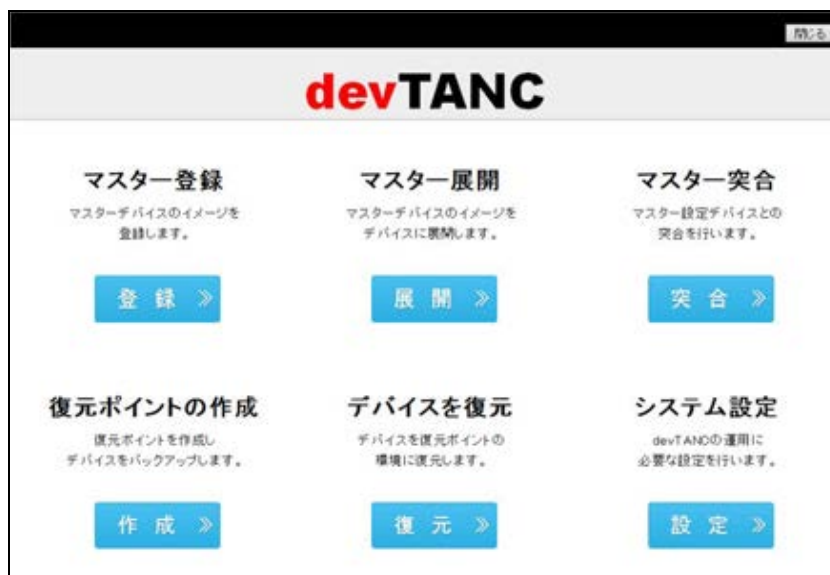 閉じる
devTANC
マスター登録
マスターデバイスのイメージを
登録します。
登 録 »
マスター展開
マスターデバイスのイメージを
デバイスに展開します。
展 開 »
マスター突合
マスター設定デバイスとの
突合を行います。
突 合 »
復元ポイントの作成
復元ポイントを作成し
デバイスをバックアップします。
作 成 »
デバイスを復元
デバイスを復元ポイントの
環境に復元します。
復 元 »
システム設定
devTANCの運用に
必要な設定を行います。
設 定 »